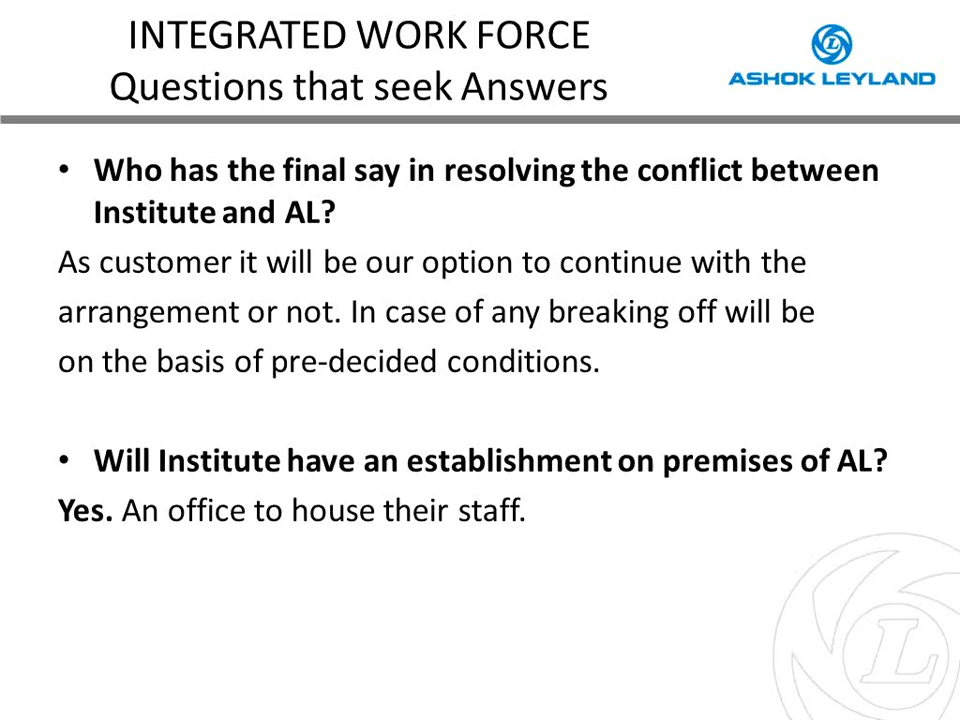 INTEGRATED WORK FORCE
Questions that seek Answers
L
ASHOK LEYLAND
• Who has the final say in resolving the conflict between
Institute and AL?
As customer it will be our option to continue with the
arrangement or not. In case of any breaking off will be
on the basis of pre-decided conditions.
• Will Institute have an establishment on premises of AL?
Yes. An office to house their staff.
L